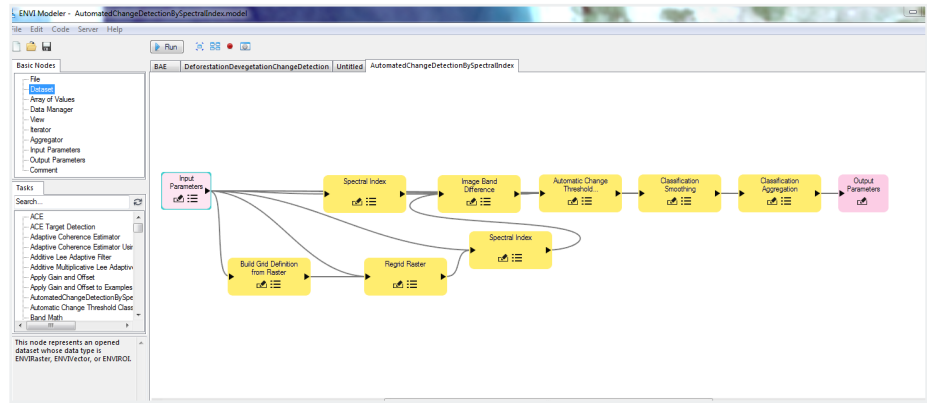 ENVI Modeler - AutomatedChangeDetectionBySpectralIndex.model
File Edit Code Server Help
Run
Basic Nodes
BAE DeforestationDevegetationChangeDetection Untitled AutomatedChangeDetectionBySpectralIndex
File
Dataset
Array of Values
Data Manager
View
Iterator
Aggregator
Input Parameters
Output Parameters
Comment
Tasks
Search...
ACE
ACE Target Detection
Adaptive Coherence Estimator
Adaptive Coherence Estimator Usin
Additive Lee Adaptive Filter
Additive Multiplicative Lee Adaptive
Apply Gain and Offset
Apply Gain and Offset to Examples
AutomatedChangeDetectionBySpe
Automatic Change Threshold Class
Band Math
This node represents an opened
dataset whose data type is
ENVIRaster, ENVIVector, or ENVIROI.
Input
Parameters
Spectral Index
Image Band
Difference
Automatic Change
Threshold...
Classification
Smoothing
Classification
Aggregation
Output
Parameters
Spectral Index
Build Grid Definition
from Raster
Regrid Raster